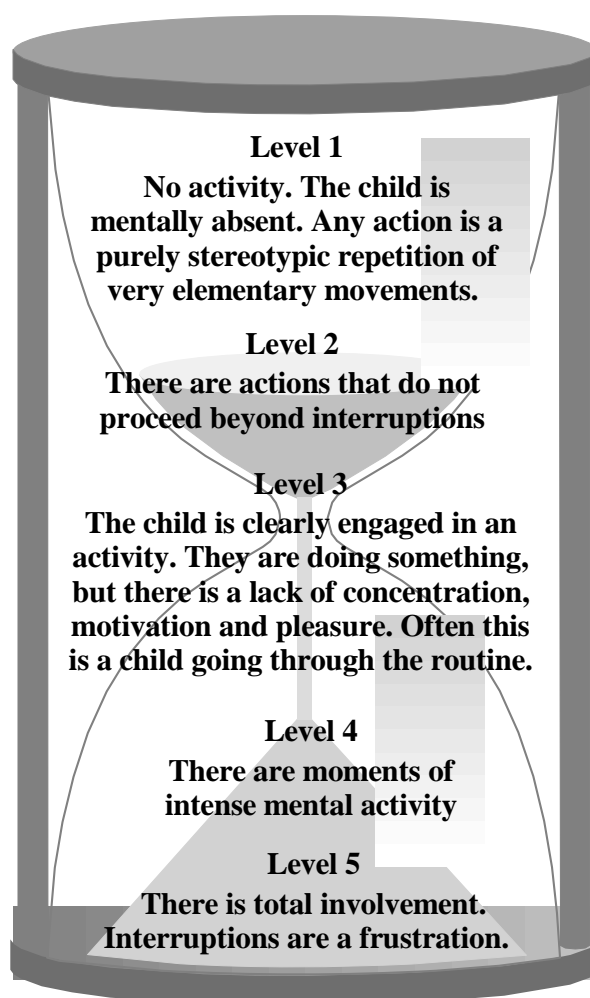 Level 1
No activity. The child is
mentally absent. Any action is a
purely stereotypic repetition of
very elementary movements.
Level 2
There are actions that do not
proceed beyond interruptions
Level 3
The child is clearly engaged in an
activity. They are doing something,
but there is a lack of concentration,
motivation and pleasure. Often this
is a child going through the routine.
Level 4
There are moments of
intense mental activity
Level 5
There is total involvement.
Interruptions are a frustration.